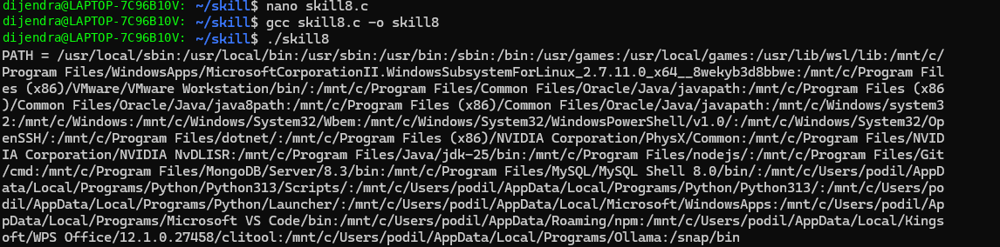 dijendra@LAPTOP-7C96B10V: ~/skill$ nano skill8.c
dijendra@LAPTOP-7C96B10V: ~/skill$ gcc skill8.c -o skill8
dijendra@LAPTOP-7C96B10V: ~/skill$ ./skill8
PATH = /usr/local/sbin:/usr/local/bin:/usr/sbin:/usr/bin:/sbin:/bin:/usr/games:/usr/local/games:/usr/lib/wsl/lib:/mnt/c/
Program Files/WindowsApps/MicrosoftCorporationII.WindowsSubsystemForLinux_2.7.11.0_x64__8wekyb3d8bbwe:/mnt/c/Program Fil
es (x86)/VMware/VMware Workstation/bin/:/mnt/c/Program Files/Common Files/Oracle/Java/javapath:/mnt/c/Program Files (x86
)/Common Files/Oracle/Java/java8path:/mnt/c/Program Files (x86)/Common Files/Oracle/Java/javapath:/mnt/c/Windows/system3
2:/mnt/c/Windows:/mnt/c/Windows/System32/Wbem:/mnt/c/Windows/System32/WindowsPowerShell/v1.0/:/mnt/c/Windows/System32/Op
enSSH/:/mnt/c/Program Files/dotnet/:/mnt/c/Program Files (x86)/NVIDIA Corporation/PhysX/Common:/mnt/c/Program Files/NVID
IA Corporation/NVIDIA NvDLISR:/mnt/c/Program Files/Java/jdk-25/bin:/mnt/c/Program Files/nodejs/:/mnt/c/Program Files/Git
/cmd:/mnt/c/Program Files/MongoDB/Server/8.3/bin:/mnt/c/Program Files/MySQL/MySQL Shell 8.0/bin/:/mnt/c/Users/podil/AppD
ata/Local/Programs/Python/Python313/Scripts/:/mnt/c/Users/podil/AppData/Local/Programs/Python/Python313/:/mnt/c/Users/po
dil/AppData/Local/Programs/Python/Launcher/:/mnt/c/Users/podil/AppData/Local/Microsoft/WindowsApps:/mnt/c/Users/podil/Ap
pData/Local/Programs/Microsoft VS Code/bin:/mnt/c/Users/podil/AppData/Roaming/npm:/mnt/c/Users/podil/AppData/Local/Kings
oft/WPS Office/12.1.0.27458/clitool:/mnt/c/Users/podil/AppData/Local/Programs/Ollama:/snap/bin